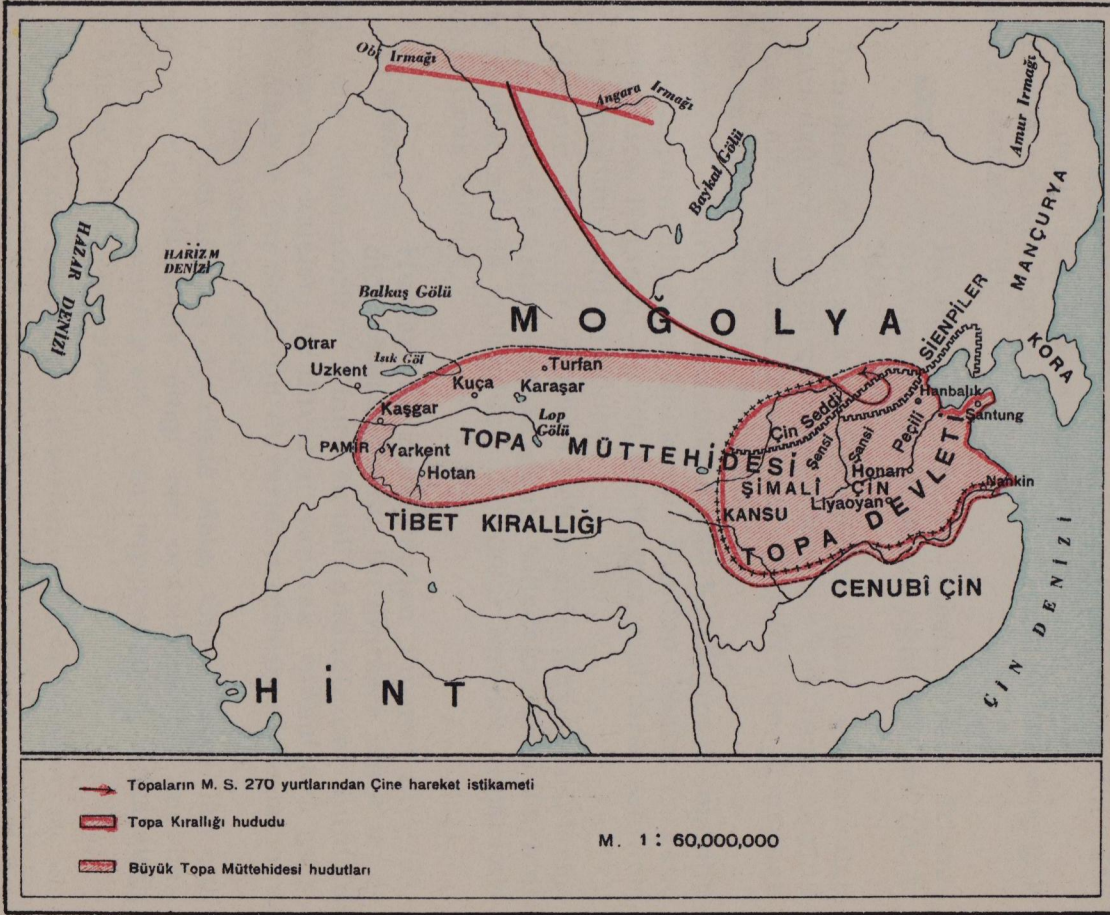 Obi Irmağı
Angara Irmağı
Amur Irmağı
Baykal Gölü
MANÇURYA
HAZAR DENİZİ
HARİZM
DENİZİ
Balkaş Gölü
MOĞOLYA
SİENPİLER
KORA
Otrar
Isık Göl
Uzkent
Turfan
Kuça
Karaşar
Hanbalık
Kaşgar
Lop
Gölü
Çin Seddi
Santung
PAMİR
Yarkent
TOPA MÜTTEHİDESİ
Şensi
Şansi
Peçili
Hotan
Honan
ŞİMALÎ ÇİN
Nankin
KANSU
Liyaoyan
TİBET KIRALLIĞI
TOPA DEVLETİ
CENUBÎ ÇİN
ÇİN DENİZİ
HİNT
Topaların M. S. 270 yurtlarından Çine hareket istikameti
Topa Kırallığı hududu
M. 1 : 60,000,000
Büyük Topa Müttehidesi hudutları